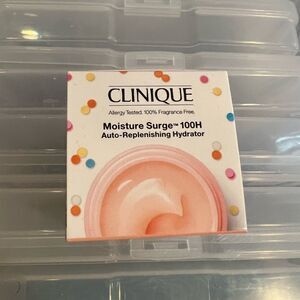 CLINIQUE
Allergy Tested. 100% Fragrance Free.
Moisture Surge™ 100H
Auto-Replenishing Hydrator